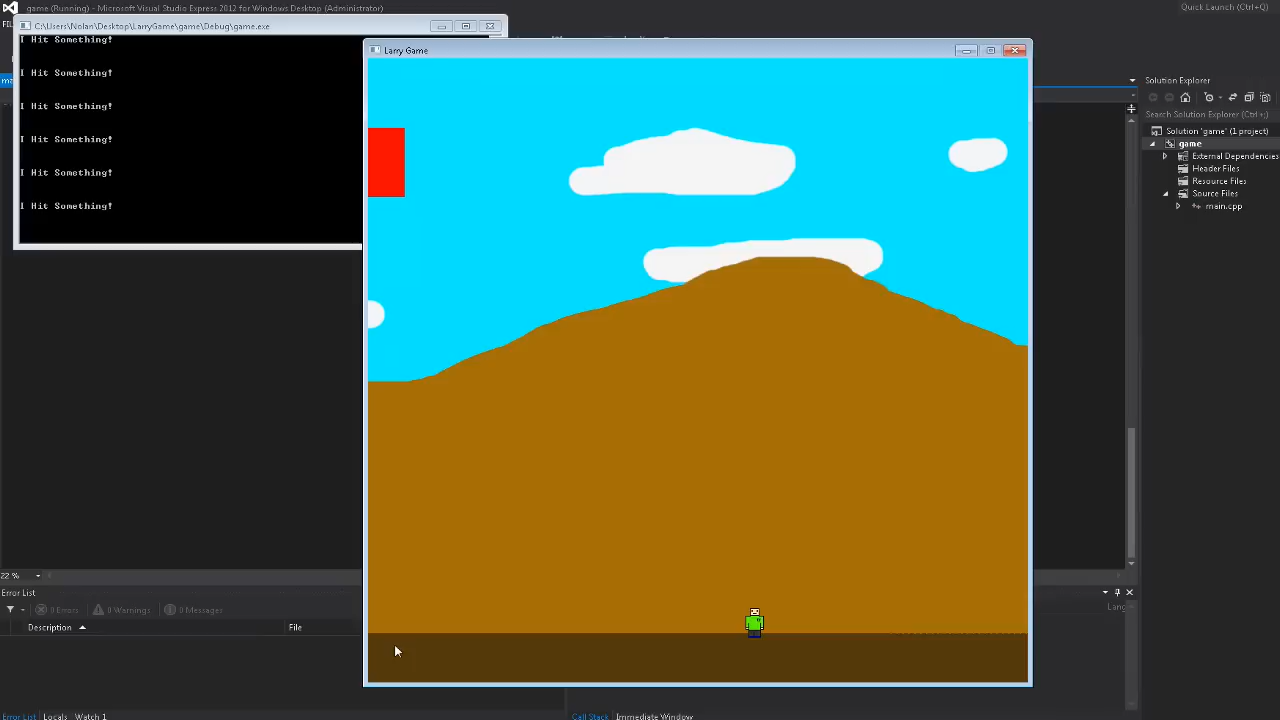 game (Running) - Microsoft Visual Studio Express 2012 for Windows Desktop (Administrator)
Quick Launch (Ctrl+Q)
C:\Users\Nolan\Desktop\LarryGame\game\Debug\game.exe
I Hit Something!
I Hit Something!
I Hit Something!
I Hit Something!
I Hit Something!
I Hit Something!
Larry Game
Solution Explorer
Search Solution Explorer (Ctrl+;)
Solution 'game' (1 project)
game
External Dependencies
Header Files
Resource Files
Source Files
main.cpp
22 %
Error List
0 Errors
0 Warnings
0 Messages
Description
File
Error List
Locals
Watch 1
Call Stack
Immediate Window